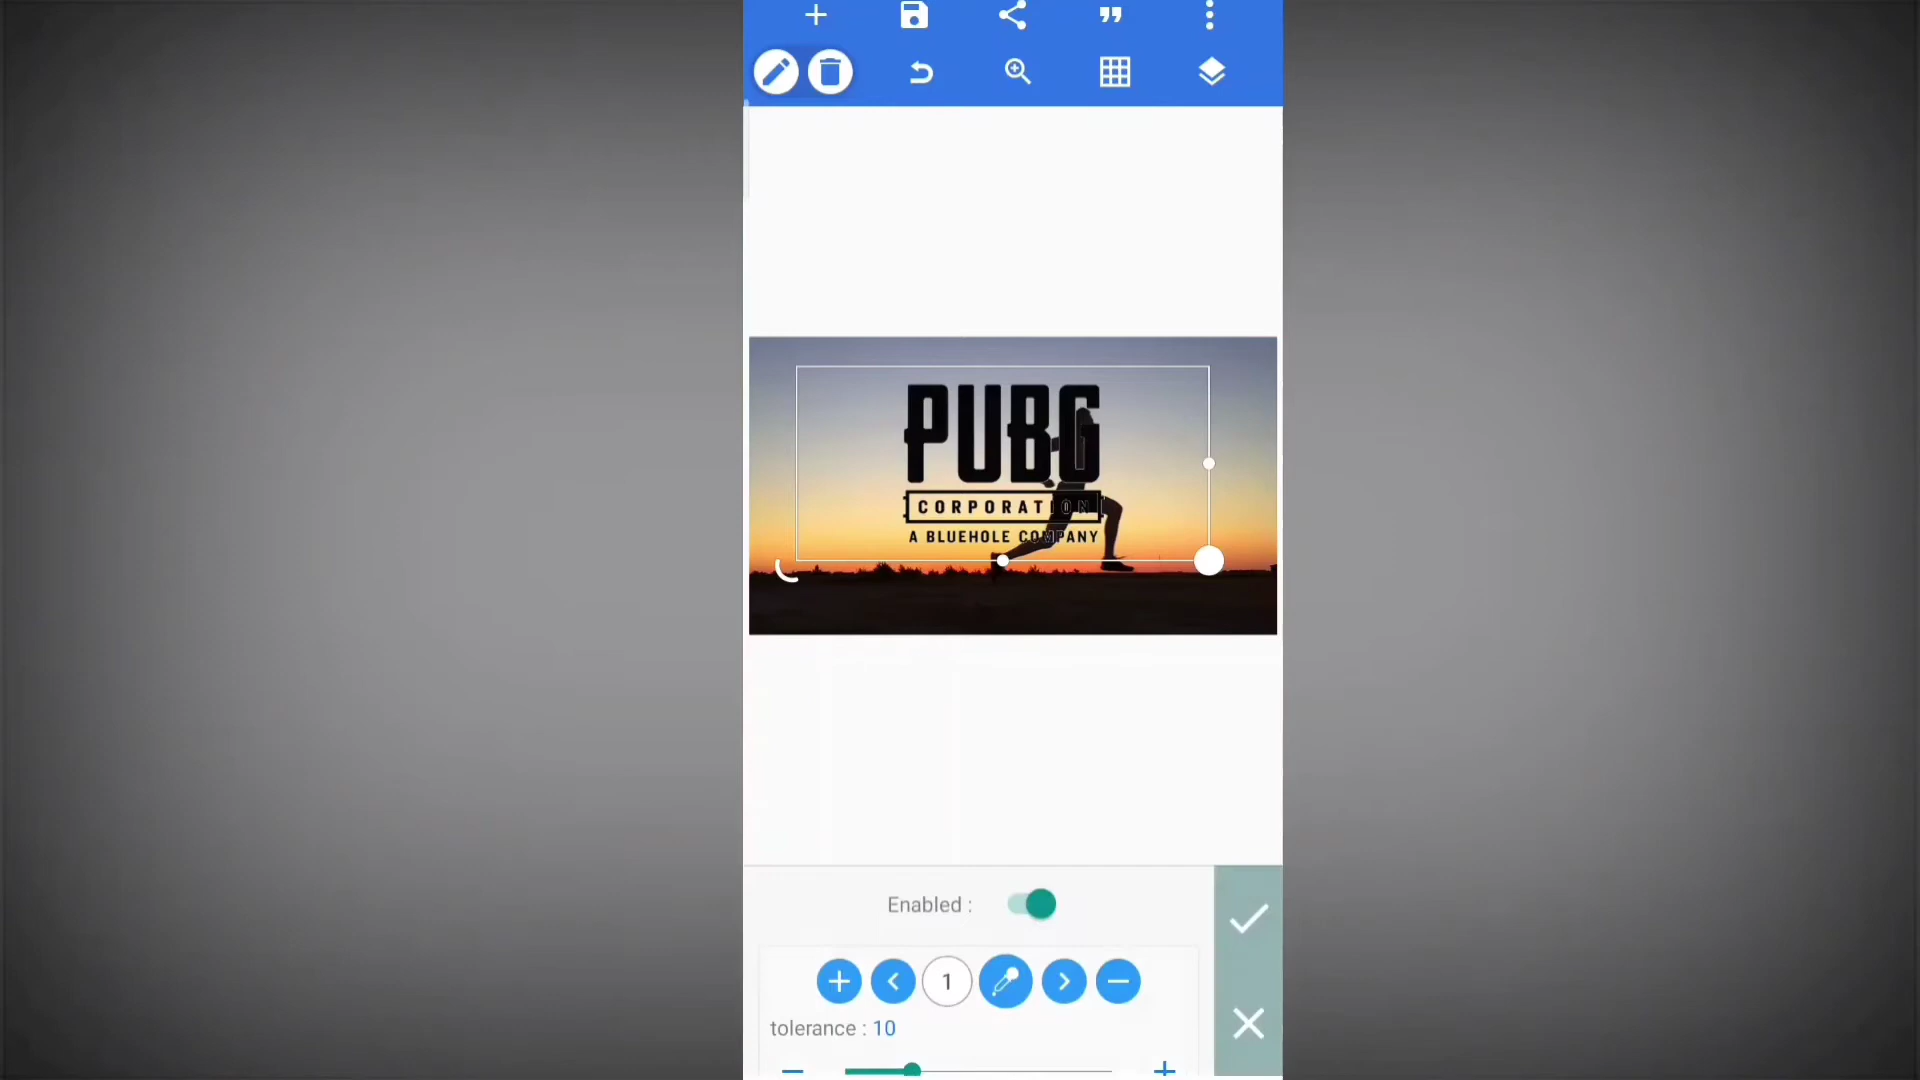 PUBG
CORPORATION
A BLUEHOLE COMPANY
Enabled :
1
tolerance : 10